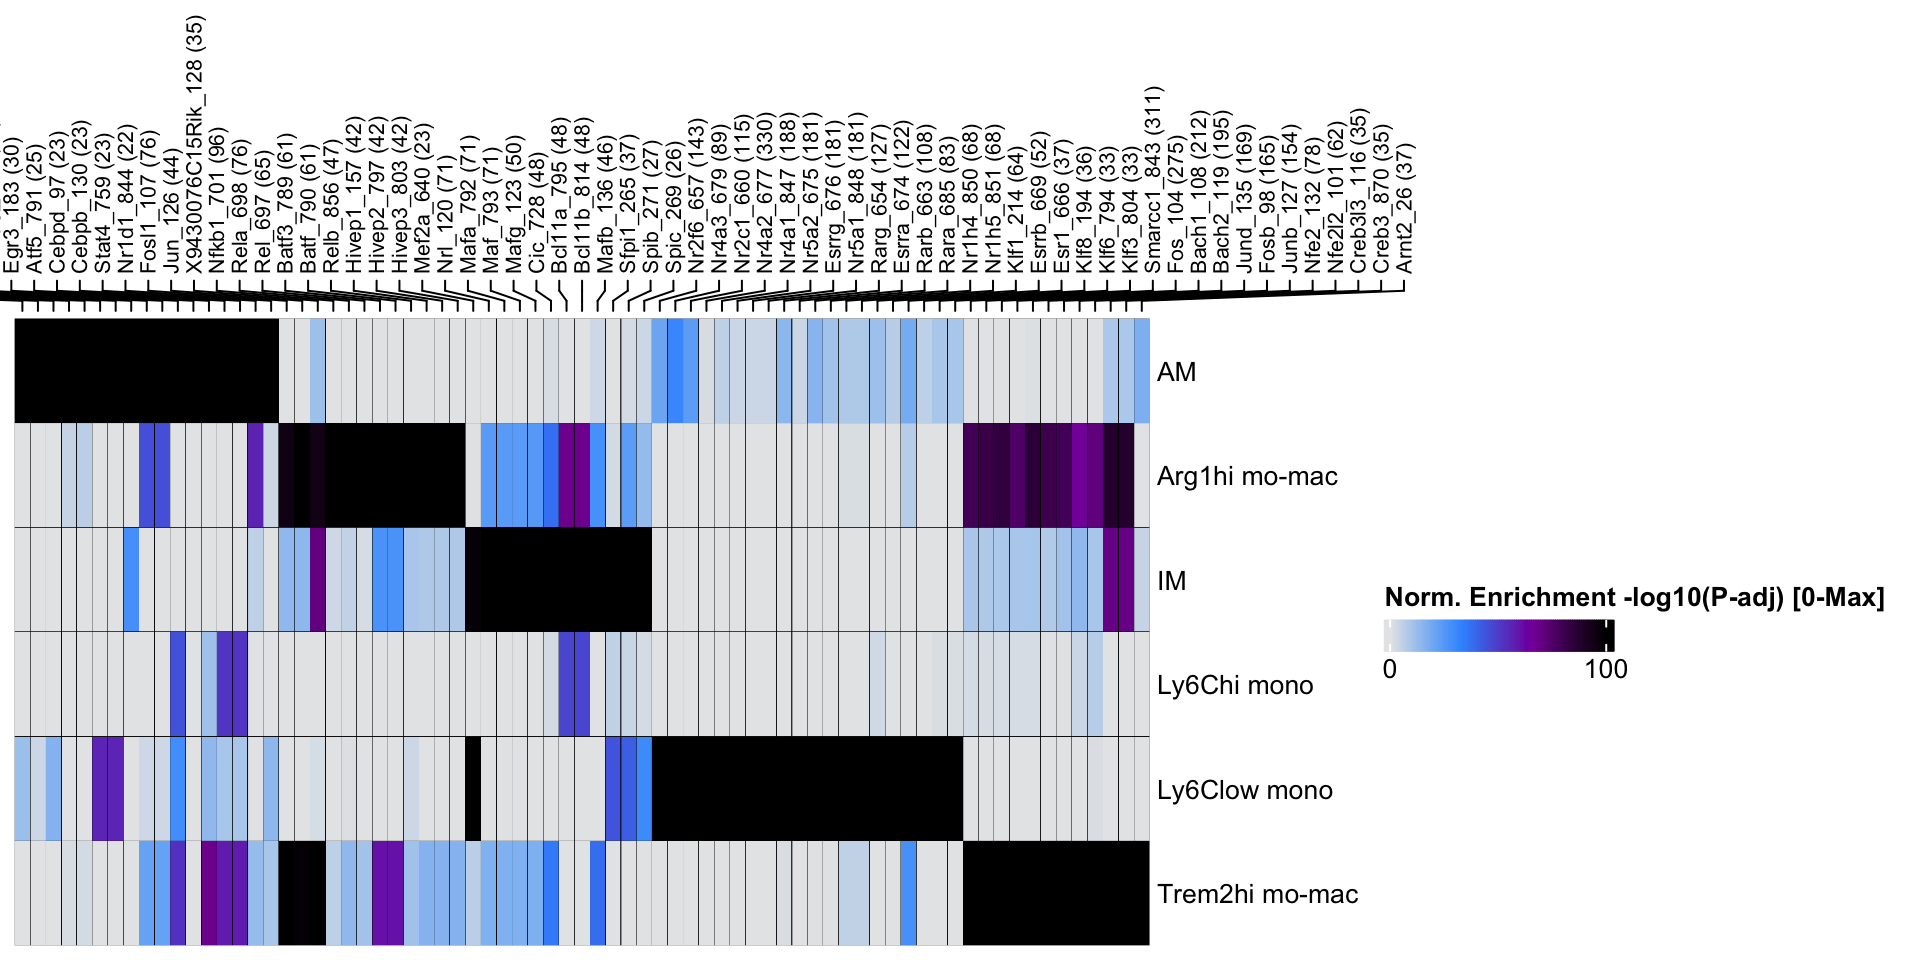 Egr3_183 (30)
Atf5_791 (25)
Cebpd_97 (23)
Cebpb_130 (23)
Stat4_759 (23)
Nr1d1_844 (22)
Fosl1_107 (76)
Jun_126 (44)
X9430076C15Rik_128 (35)
Nfkb1_701 (96)
Rela_698 (76)
Rel_697 (65)
Batf3_789 (61)
Batf_790 (61)
Relb_856 (47)
Hivep1_157 (42)
Hivep2_797 (42)
Hivep3_803 (42)
Mef2a_640 (23)
Nrl_120 (71)
Mafa_792 (71)
Maf_793 (71)
Mafg_123 (50)
Cic_728 (48)
Bcl11a_795 (48)
Bcl11b_814 (48)
Mafb_136 (46)
Sfpi1_265 (37)
Spib_271 (27)
Spic_269 (26)
Nr2f6_657 (143)
Nr4a3_679 (89)
Nr2c1_660 (115)
Nr4a2_677 (330)
Nr4a1_847 (188)
Nr5a2_675 (181)
Esrrg_676 (181)
Nr5a1_848 (181)
Rarg_654 (127)
Esrra_674 (122)
Rarb_663 (108)
Rara_685 (83)
Nr1h4_850 (68)
Nr1h5_851 (68)
Klf1_214 (64)
Esrrb_669 (52)
Esr1_666 (37)
Klf8_194 (36)
Klf6_794 (33)
Klf3_804 (33)
Smarcc1_843 (311)
Fos_104 (275)
Bach1_108 (212)
Bach2_119 (195)
Jund_135 (169)
Fosb_98 (165)
Junb_127 (154)
Nfe2_132 (78)
Nfe2l2_101 (62)
Creb3l3_116 (35)
Creb3_870 (35)
Arnt2_26 (37)
AM
Arg1hi mo-mac
IM
Ly6Chi mono
Ly6Clow mono
Trem2hi mo-mac
Norm. Enrichment -log10(P-adj) [0-Max]
0 100